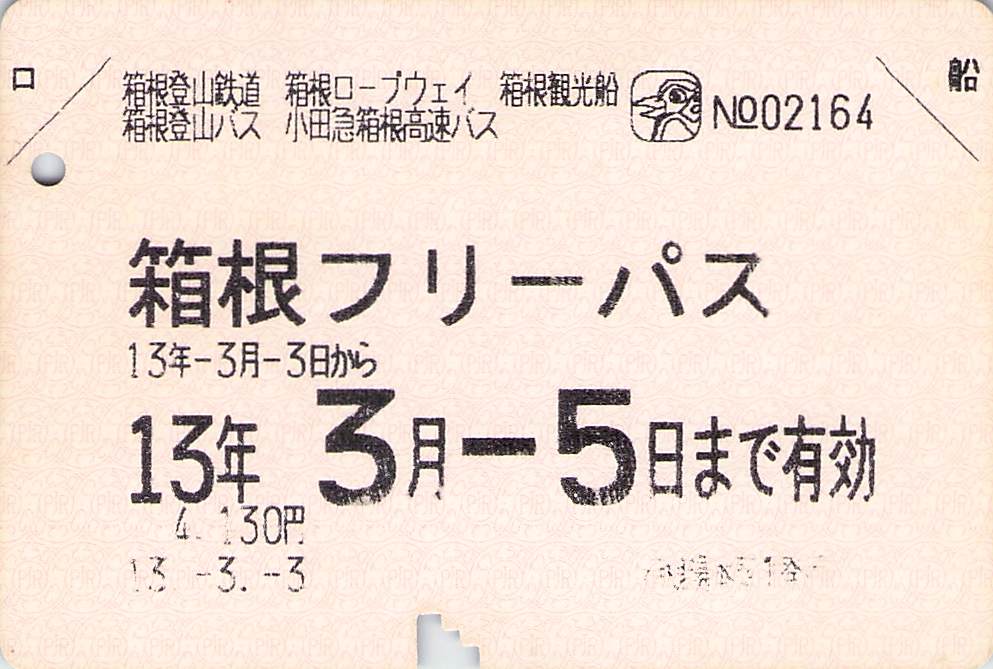 ロ 船
箱根登山鉄道 箱根ロープウェイ 箱根観光船
箱根登山バス 小田急箱根高速バス
№02164
箱根フリーパス
13年-3月-3日から
13年 3月-5日まで有効
4,130円
13.-3.-3